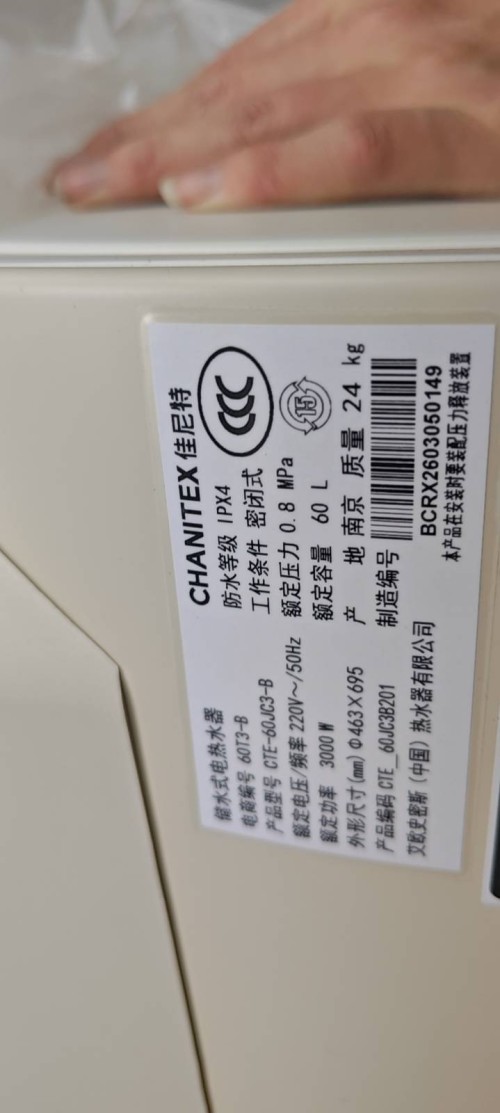 CHANITEX 佳尼特
储水式电热水器
防水等级 IPX4
电商编号 60T3-B
工作条件 密闭式
产品型号 CTE-60JC3-B
额定压力 0.8 MPa
额定电压/频率 220V～/50Hz
额定容量 60 L
额定功率 3000 W
产 地 南京 质量 24 kg
外形尺寸(mm) Φ463×695
制造编号
产品编码 CTE_60JC3B201
BCRX2603050149
艾欧史密斯（中国）热水器有限公司
本产品在安装时要装配压力释放装置
CCC
15